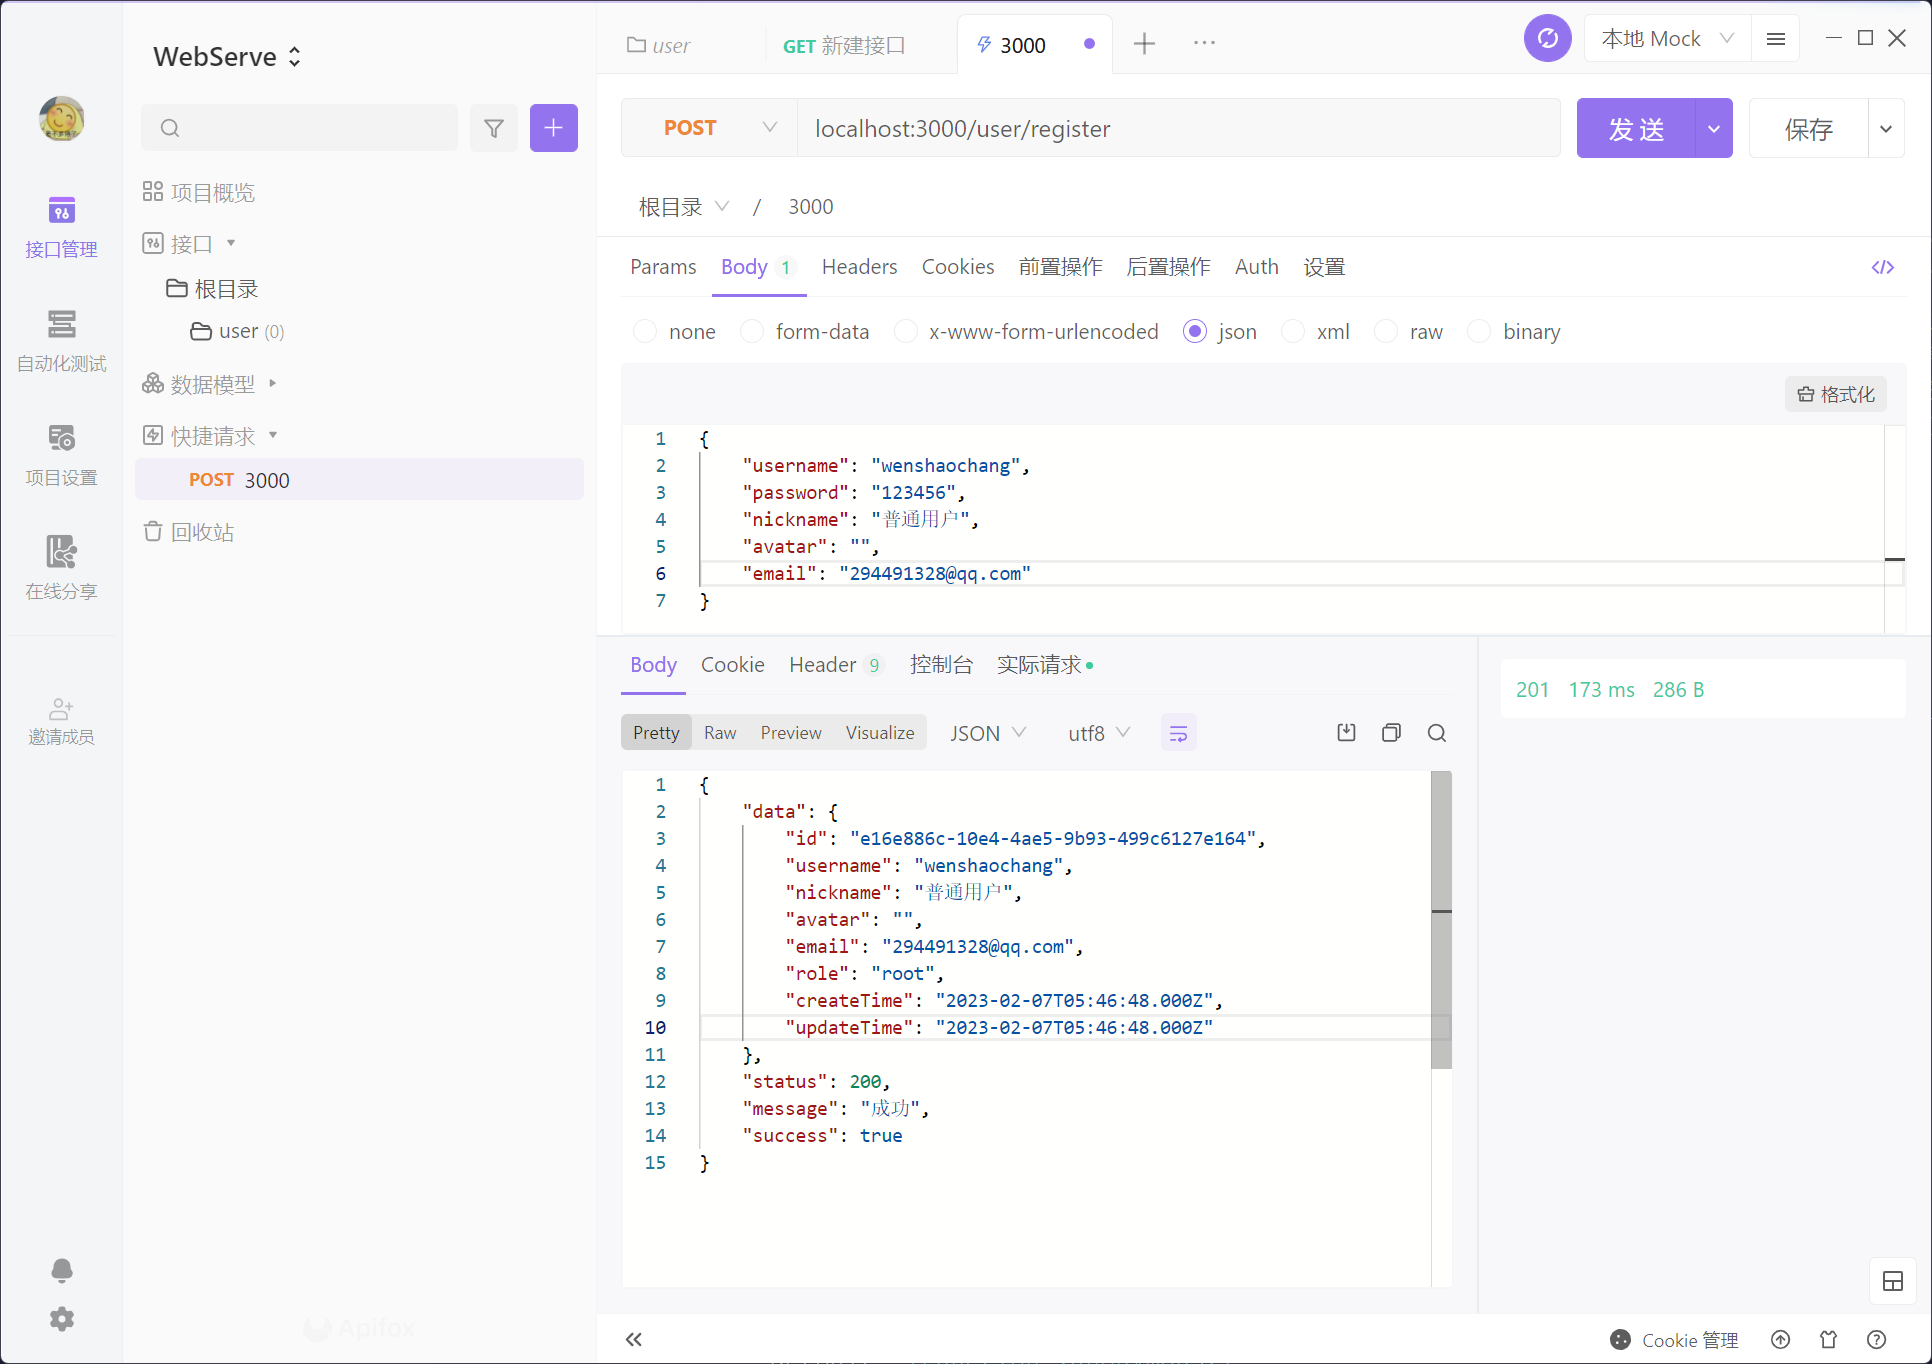 WebServe
user
GET 新建接口
3000
本地 Mock
接口管理
自动化测试
项目设置
在线分享
邀请成员
项目概览
接口
根目录
user (0)
数据模型
快捷请求
POST 3000
回收站
Apifox
POST localhost:3000/user/register
发送
保存
根目录 / 3000
Params Body 1 Headers Cookies 前置操作 后置操作 Auth 设置 </>
none form-data x-www-form-urlencoded json xml raw binary
格式化
1 {
2 "username": "wenshaochang",
3 "password": "123456",
4 "nickname": "普通用户",
5 "avatar": "",
6 "email": "294491328@qq.com"
7 }
Body Cookie Header 9 控制台 实际请求
201 173 ms 286 B
Pretty Raw Preview Visualize JSON utf8
1 {
2 "data": {
3 "id": "e16e886c-10e4-4ae5-9b93-499c6127e164",
4 "username": "wenshaochang",
5 "nickname": "普通用户",
6 "avatar": "",
7 "email": "294491328@qq.com",
8 "role": "root",
9 "createTime": "2023-02-07T05:46:48.000Z",
10 "updateTime": "2023-02-07T05:46:48.000Z"
11 },
12 "status": 200,
13 "message": "成功",
14 "success": true
15 }
Cookie 管理